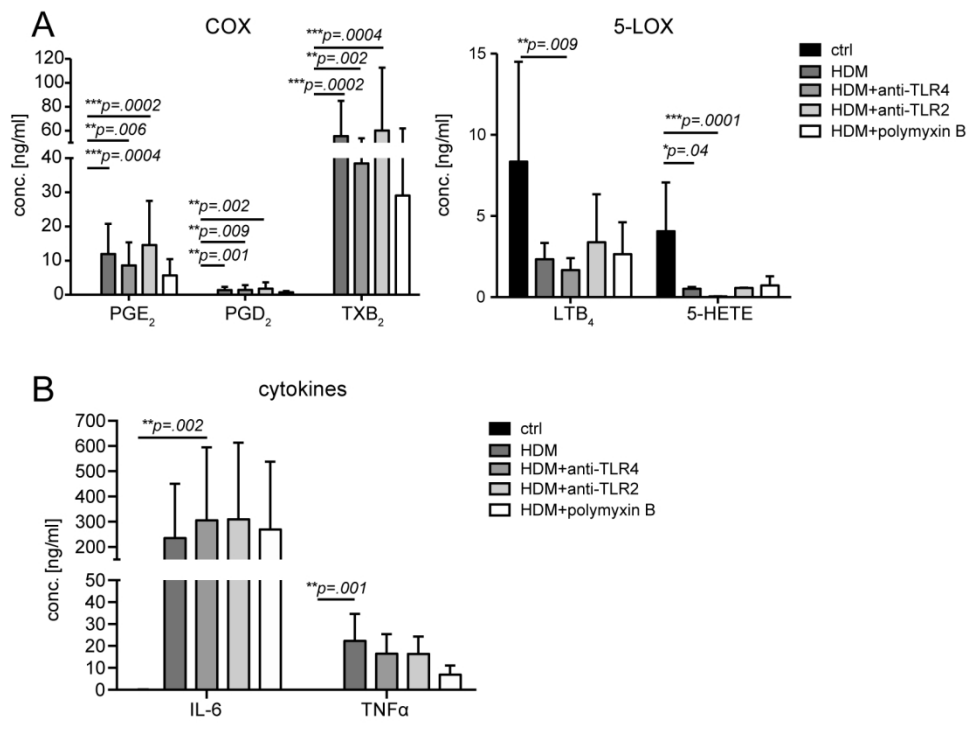 A
COX
conc. [ng/ml]
120
100
80
60
40
30
20
10
0
***p=.0002
**p=.006
***p=.0004
**p=.002
**p=.009
**p=.001
***p=.0004
**p=.002
***p=.0002
PGE₂
PGD₂
TXB₂
5-LOX
conc. [ng/ml]
15
10
5
0
**p=.009
***p=.0001
*p=.04
LTB₄
5-HETE
ctrl
HDM
HDM+anti-TLR4
HDM+anti-TLR2
HDM+polymyxin B
B
cytokines
conc. [ng/ml]
700
600
500
400
300
200
50
40
30
20
10
0
**p=.002
**p=.001
IL-6
TNFα
ctrl
HDM
HDM+anti-TLR4
HDM+anti-TLR2
HDM+polymyxin B